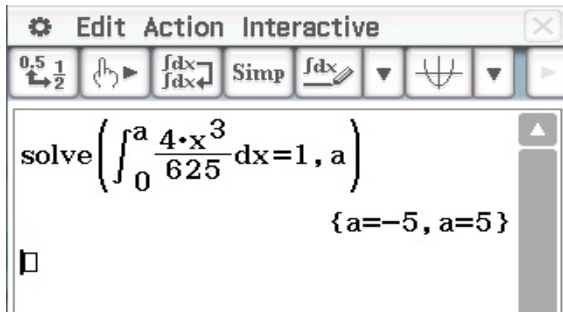 Edit Action Interactive
0.5 1/2 ∫dx ∫dx Simp ∫dx
solve(∫₀ᵃ 4·x³/625 dx=1, a)
{a=-5, a=5}